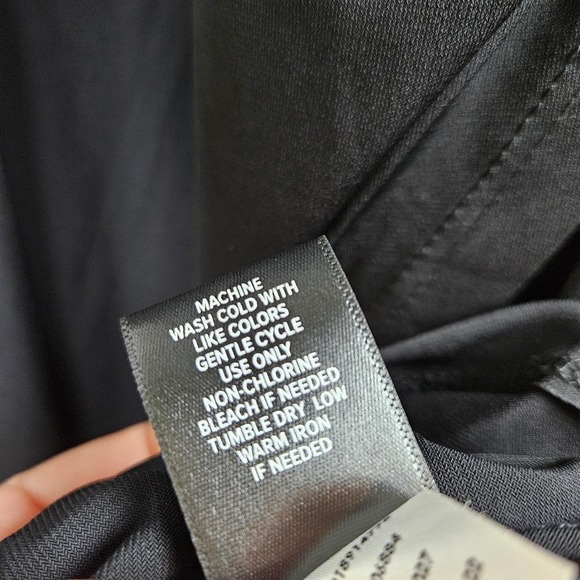 MACHINE
WASH COLD WITH
LIKE COLORS
GENTLE CYCLE
USE ONLY
NON-CHLORINE
BLEACH IF NEEDED
TUMBLE DRY LOW
WARM IRON
IF NEEDED